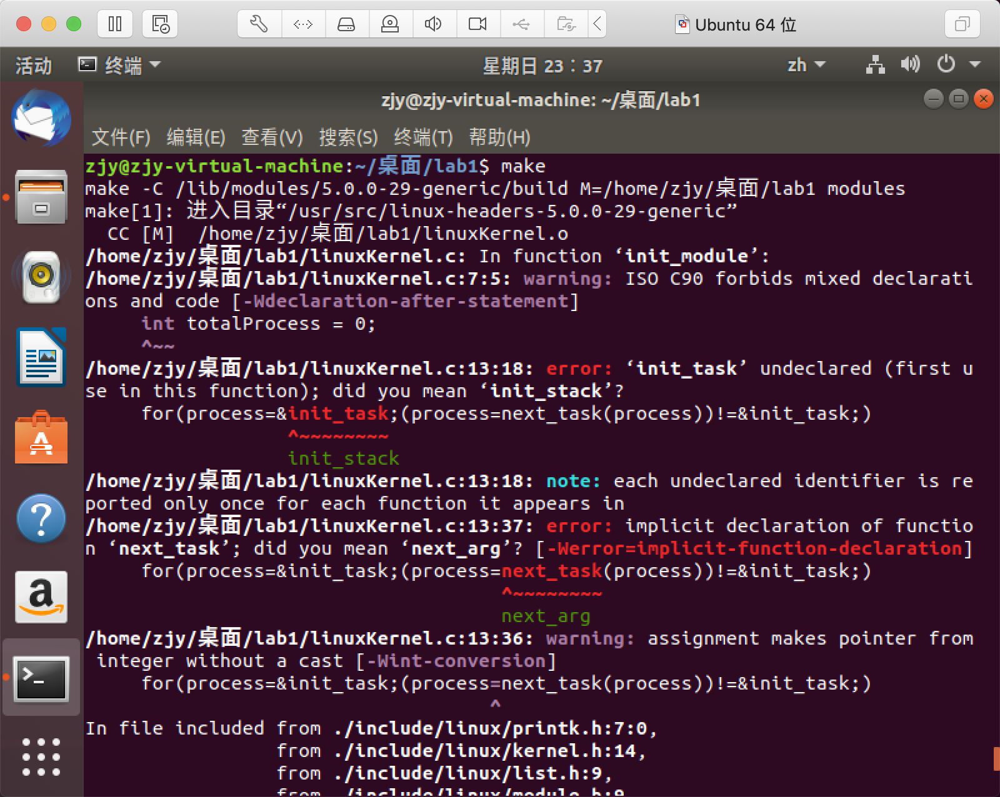 Ubuntu 64 位
活动 终端 星期日 23：37 zh
zjy@zjy-virtual-machine: ~/桌面/lab1
文件(F) 编辑(E) 查看(V) 搜索(S) 终端(T) 帮助(H)
zjy@zjy-virtual-machine:~/桌面/lab1$ make
make -C /lib/modules/5.0.0-29-generic/build M=/home/zjy/桌面/lab1 modules
make[1]: 进入目录“/usr/src/linux-headers-5.0.0-29-generic”
  CC [M]  /home/zjy/桌面/lab1/linuxKernel.o
/home/zjy/桌面/lab1/linuxKernel.c: In function ‘init_module’:
/home/zjy/桌面/lab1/linuxKernel.c:7:5: warning: ISO C90 forbids mixed declarati
ons and code [-Wdeclaration-after-statement]
     int totalProcess = 0;
     ^~~
/home/zjy/桌面/lab1/linuxKernel.c:13:18: error: ‘init_task’ undeclared (first u
se in this function); did you mean ‘init_stack’?
     for(process=&init_task;(process=next_task(process))!=&init_task;)
                  ^~~~~~~~~
                  init_stack
/home/zjy/桌面/lab1/linuxKernel.c:13:18: note: each undeclared identifier is re
ported only once for each function it appears in
/home/zjy/桌面/lab1/linuxKernel.c:13:37: error: implicit declaration of functio
n ‘next_task’; did you mean ‘next_arg’? [-Werror=implicit-function-declaration]
     for(process=&init_task;(process=next_task(process))!=&init_task;)
                                     ^~~~~~~~~
                                     next_arg
/home/zjy/桌面/lab1/linuxKernel.c:13:36: warning: assignment makes pointer from
 integer without a cast [-Wint-conversion]
     for(process=&init_task;(process=next_task(process))!=&init_task;)
                                    ^
In file included from ./include/linux/printk.h:7:0,
                 from ./include/linux/kernel.h:14,
                 from ./include/linux/list.h:9,
                 from ./include/linux/module.h:9